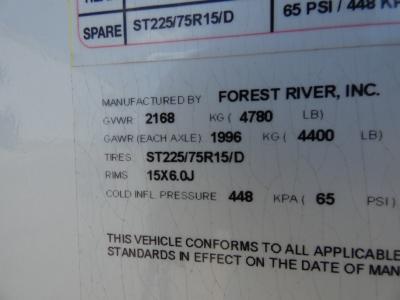 SPARE ST225/75R15/D 65 PSI / 448
MANUFACTURED BY FOREST RIVER, INC.
GVWR 2168 KG ( 4780 LB)
GAWR (EACH AXLE) 1996 KG ( 4400 LB)
TIRES ST225/75R15/D
RIMS 15X6.0J
COLD INFL PRESSURE 448 KPA ( 65 PSI)
THIS VEHICLE CONFORMS TO ALL APPLICABLE
STANDARDS IN EFFECT ON THE DATE OF MAN